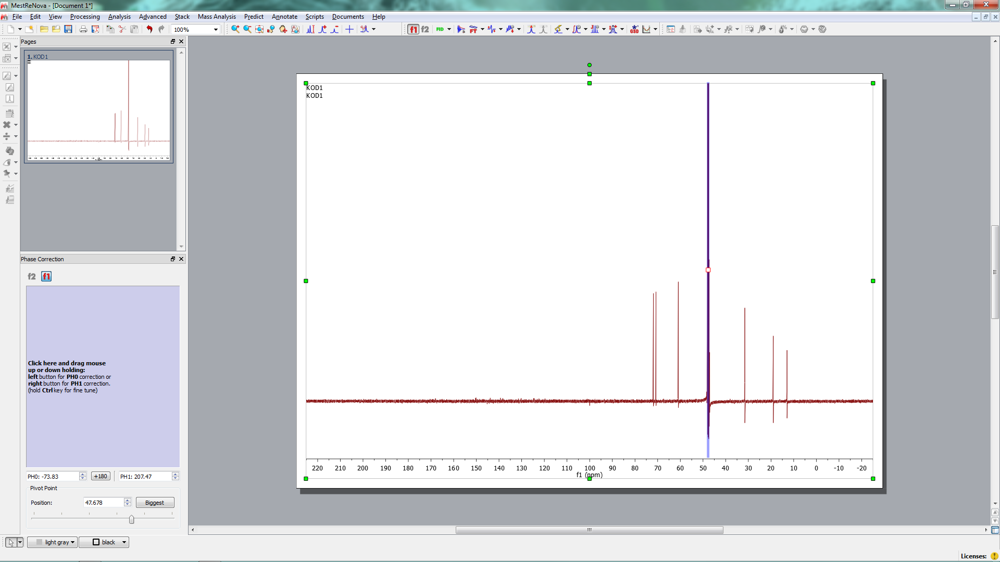 MestReNova - [Document 1*]
File Edit View Processing Analysis Advanced Stack Mass Analysis Predict Annotate Scripts Documents Help
100% f1 f2 FID FT GSD
Pages
1. KOD1
KOD1
KOD1
Phase Correction
f2 f1
Click here and drag mouse
up or down holding:
left button for PH0 correction or
right button for PH1 correction.
(hold Ctrl key for fine tune)
PH0: -73.83 +180 PH1: 207.47
Pivot Point
Position: 47.678 Biggest
220 210 200 190 180 170 160 150 140 130 120 110 100 90 80 70 60 50 40 30 20 10 0 -10 -20
f1 (ppm)
light gray black
Licenses: